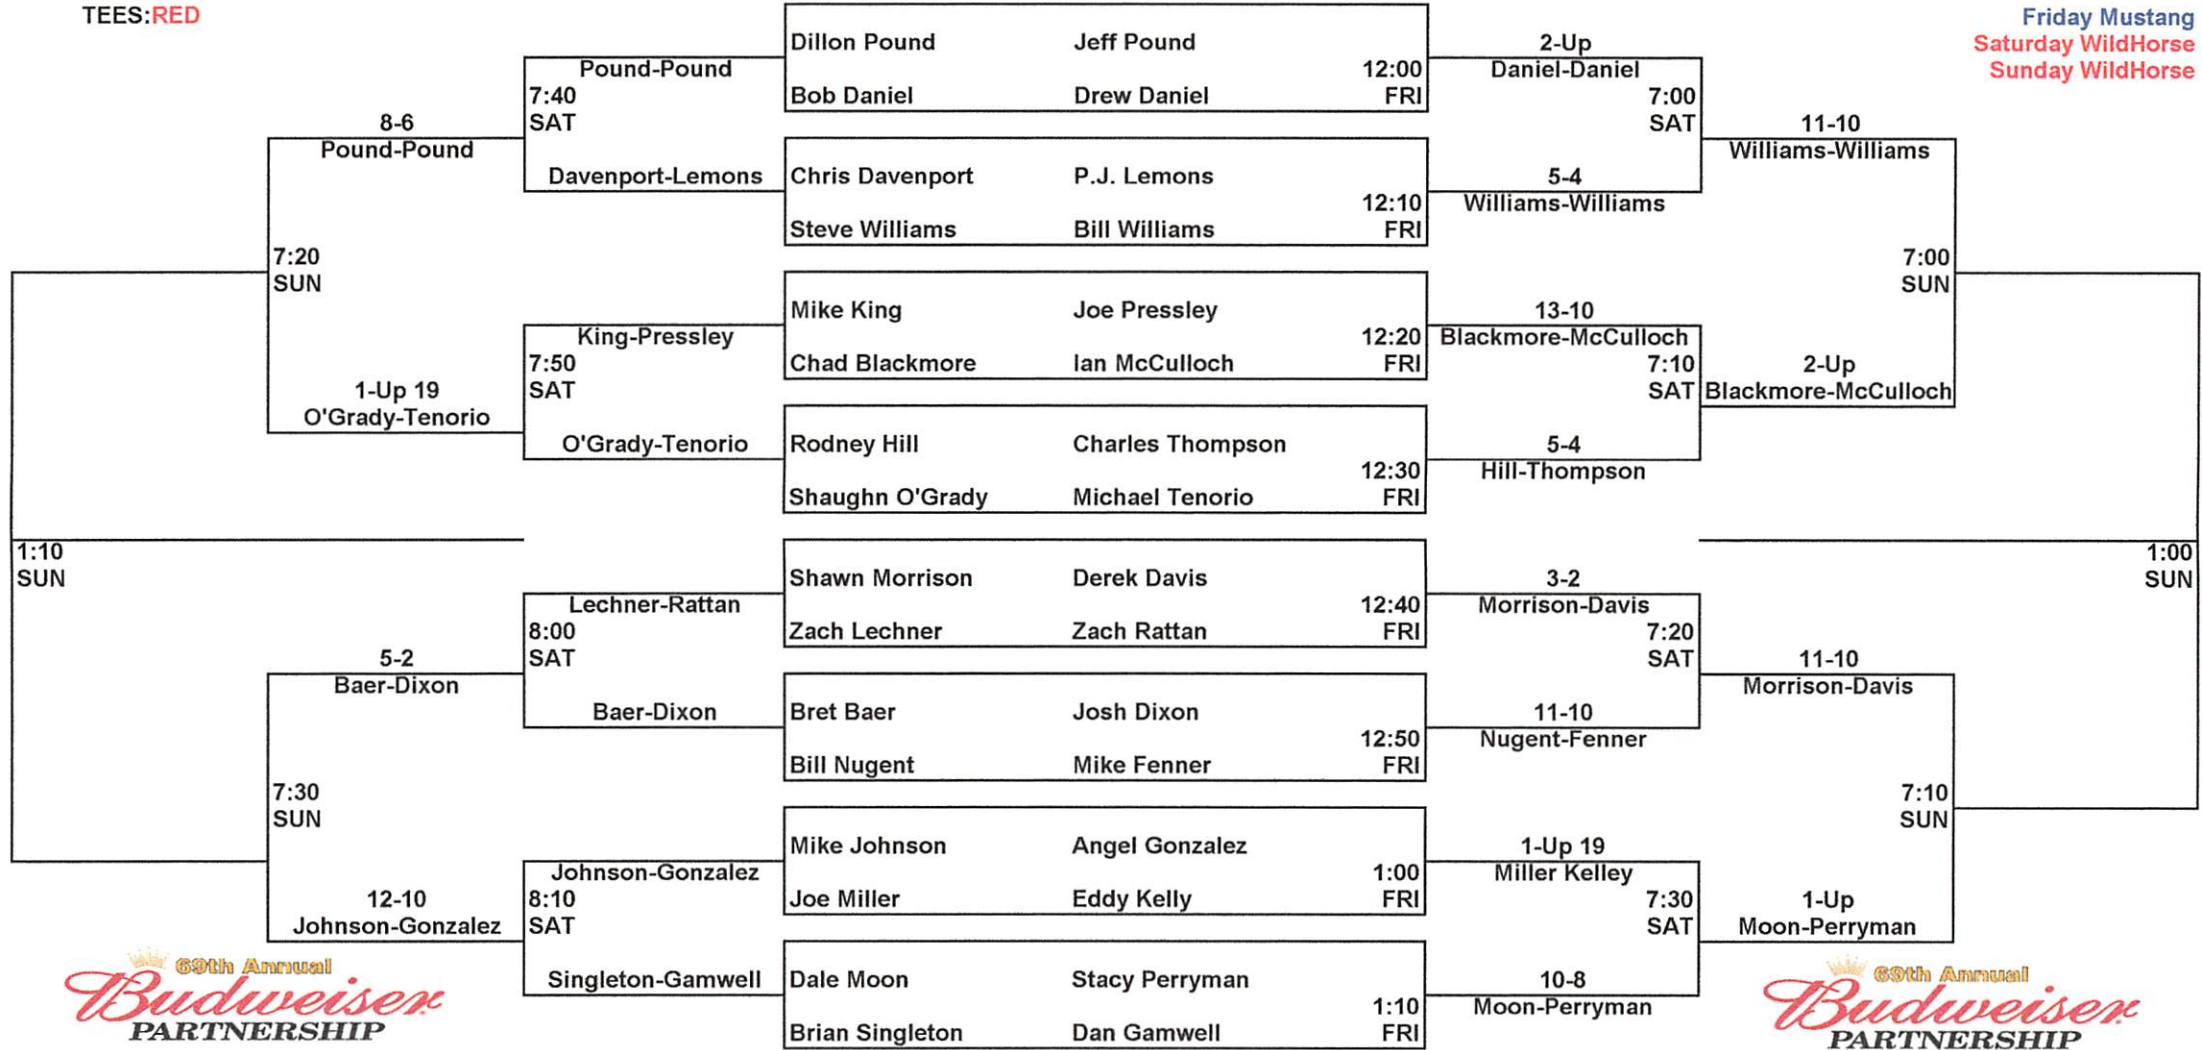 TEES:RED
Friday Mustang
Saturday WildHorse
Sunday WildHorse
Dillon Pound Jeff Pound
12:00
Bob Daniel Drew Daniel FRI
Chris Davenport P.J. Lemons
12:10
Steve Williams Bill Williams FRI
Mike King Joe Pressley
12:20
Chad Blackmore Ian McCulloch FRI
Rodney Hill Charles Thompson
12:30
Shaughn O'Grady Michael Tenorio FRI
Shawn Morrison Derek Davis
12:40
Zach Lechner Zach Rattan FRI
Bret Baer Josh Dixon
12:50
Bill Nugent Mike Fenner FRI
Mike Johnson Angel Gonzalez
1:00
Joe Miller Eddy Kelly FRI
Dale Moon Stacy Perryman
1:10
Brian Singleton Dan Gamwell FRI
Pound-Pound
7:40
SAT
Davenport-Lemons
King-Pressley
7:50
SAT
O'Grady-Tenorio
Lechner-Rattan
8:00
SAT
Baer-Dixon
Johnson-Gonzalez
8:10
SAT
Singleton-Gamwell
8-6
Pound-Pound
7:20
SUN
1-Up 19
O'Grady-Tenorio
5-2
Baer-Dixon
7:30
SUN
12-10
Johnson-Gonzalez
1:10
SUN
2-Up
Daniel-Daniel
7:00
SAT
5-4
Williams-Williams
13-10
Blackmore-McCulloch
7:10
SAT
5-4
Hill-Thompson
3-2
Morrison-Davis
7:20
SAT
11-10
Nugent-Fenner
1-Up 19
Miller Kelley
7:30
SAT
10-8
Moon-Perryman
11-10
Williams-Williams
7:00
SUN
2-Up
Blackmore-McCulloch
11-10
Morrison-Davis
7:10
SUN
1-Up
Moon-Perryman
1:00
SUN
69th Annual
Budweiser
PARTNERSHIP
69th Annual
Budweiser
PARTNERSHIP